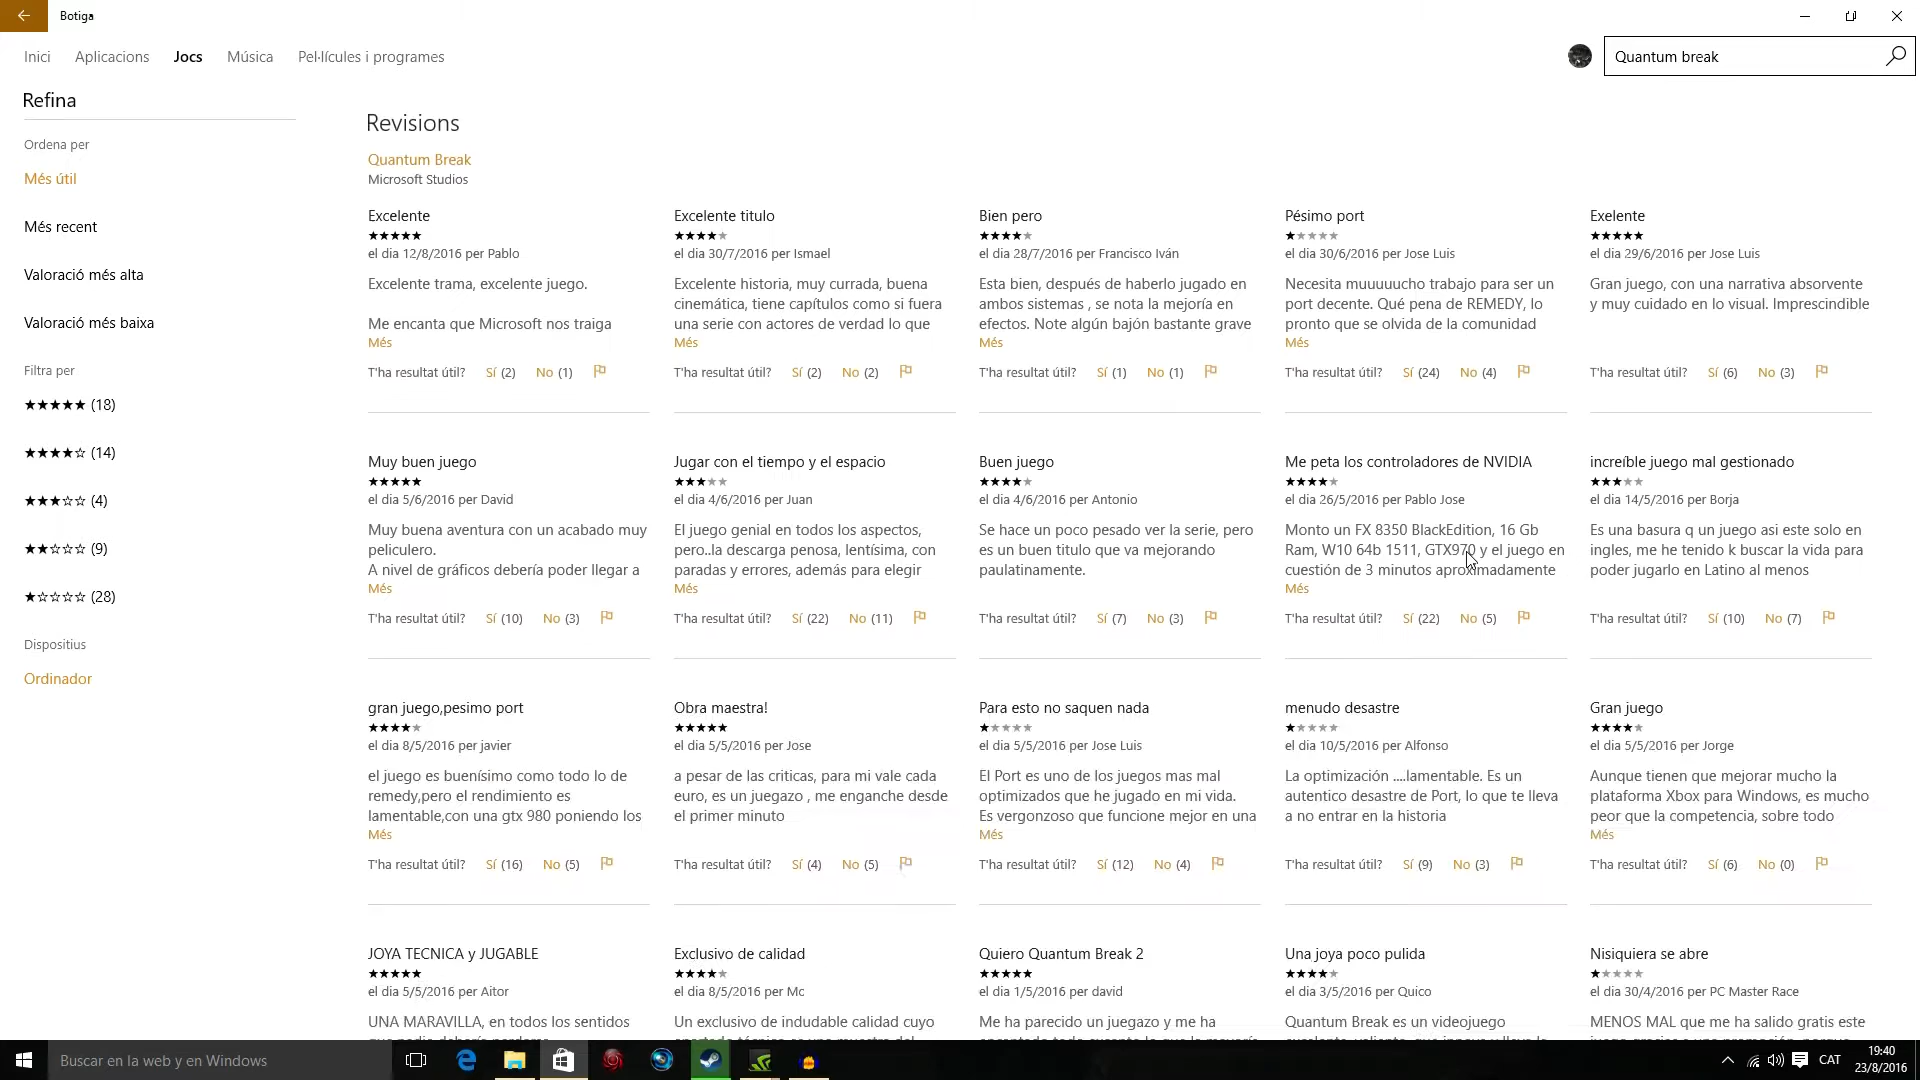 Botiga
Inici Aplicacions Jocs Música Pel·lícules i programes
Quantum break
Refina
Ordena per
Més útil
Més recent
Valoració més alta
Valoració més baixa
Filtra per
★★★★★ (18)
★★★★☆ (14)
★★★☆☆ (4)
★★☆☆☆ (9)
★☆☆☆☆ (28)
Dispositius
Ordinador
Revisions
Quantum Break
Microsoft Studios
Excelente
el dia 12/8/2016 per Pablo
Excelente trama, excelente juego.
Me encanta que Microsoft nos traiga
Més
T'ha resultat útil? Sí (2) No (1)
Excelente titulo
el dia 30/7/2016 per Ismael
Excelente historia, muy currada, buena
cinemática, tiene capítulos como si fuera
una serie con actores de verdad lo que
Més
T'ha resultat útil? Sí (2) No (2)
Bien pero
el dia 28/7/2016 per Francisco Iván
Esta bien, después de haberlo jugado en
ambos sistemas , se nota la mejoría en
efectos. Note algún bajón bastante grave
Més
T'ha resultat útil? Sí (1) No (1)
Pésimo port
el dia 30/6/2016 per Jose Luis
Necesita muuuuucho trabajo para ser un
port decente. Qué pena de REMEDY, lo
pronto que se olvida de la comunidad
Més
T'ha resultat útil? Sí (24) No (4)
Exelente
el dia 29/6/2016 per Jose Luis
Gran juego, con una narrativa absorvente
y muy cuidado en lo visual. Imprescindible
T'ha resultat útil? Sí (6) No (3)
Muy buen juego
el dia 5/6/2016 per David
Muy buena aventura con un acabado muy
peliculero.
A nivel de gráficos debería poder llegar a
Més
T'ha resultat útil? Sí (10) No (3)
Jugar con el tiempo y el espacio
el dia 4/6/2016 per Juan
El juego genial en todos los aspectos,
pero..la descarga penosa, lentísima, con
paradas y errores, además para elegir
Més
T'ha resultat útil? Sí (22) No (11)
Buen juego
el dia 4/6/2016 per Antonio
Se hace un poco pesado ver la serie, pero
es un buen titulo que va mejorando
paulatinamente.
T'ha resultat útil? Sí (7) No (3)
Me peta los controladores de NVIDIA
el dia 26/5/2016 per Pablo Jose
Monto un FX 8350 BlackEdition, 16 Gb
Ram, W10 64b 1511, GTX970 y el juego en
cuestión de 3 minutos aproximadamente
Més
T'ha resultat útil? Sí (22) No (5)
increíble juego mal gestionado
el dia 14/5/2016 per Borja
Es una basura q un juego asi este solo en
ingles, me he tenido k buscar la vida para
poder jugarlo en Latino al menos
T'ha resultat útil? Sí (10) No (7)
gran juego,pesimo port
el dia 8/5/2016 per javier
el juego es buenísimo como todo lo de
remedy,pero el rendimiento es
lamentable,con una gtx 980 poniendo los
Més
T'ha resultat útil? Sí (16) No (5)
Obra maestra!
el dia 5/5/2016 per Jose
a pesar de las criticas, para mi vale cada
euro, es un juegazo , me enganche desde
el primer minuto
T'ha resultat útil? Sí (4) No (5)
Para esto no saquen nada
el dia 5/5/2016 per Jose Luis
El Port es uno de los juegos mas mal
optimizados que he jugado en mi vida.
Es vergonzoso que funcione mejor en una
Més
T'ha resultat útil? Sí (12) No (4)
menudo desastre
el dia 10/5/2016 per Alfonso
La optimización ....lamentable. Es un
autentico desastre de Port, lo que te lleva
a no entrar en la historia
T'ha resultat útil? Sí (9) No (3)
Gran juego
el dia 5/5/2016 per Jorge
Aunque tienen que mejorar mucho la
plataforma Xbox para Windows, es mucho
peor que la competencia, sobre todo
Més
T'ha resultat útil? Sí (6) No (0)
JOYA TECNICA y JUGABLE
el dia 5/5/2016 per Aitor
UNA MARAVILLA, en todos los sentidos
Exclusivo de calidad
el dia 8/5/2016 per Mc
Un exclusivo de indudable calidad cuyo
Quiero Quantum Break 2
el dia 1/5/2016 per david
Me ha parecido un juegazo y me ha
Una joya poco pulida
el dia 3/5/2016 per Quico
Quantum Break es un videojuego
Nisiquiera se abre
el dia 30/4/2016 per PC Master Race
MENOS MAL que me ha salido gratis este
Buscar en la web y en Windows
CAT
19:40
23/8/2016